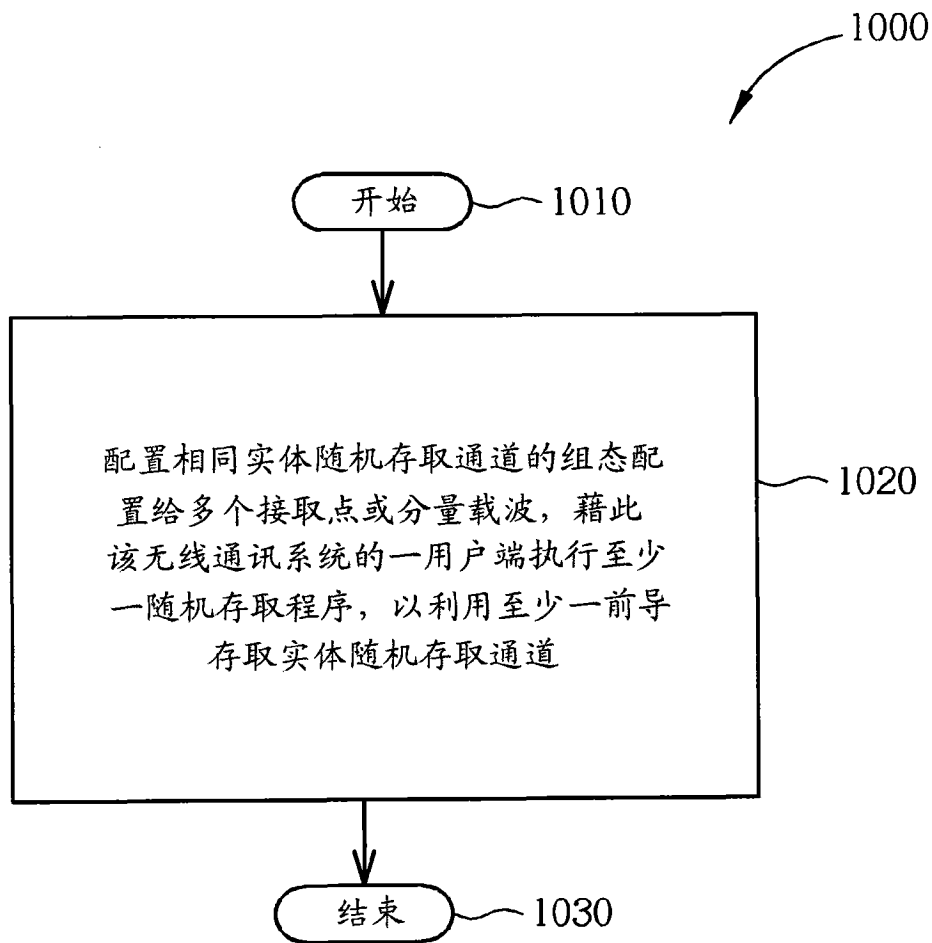 1000
开始
1010
配置相同实体随机存取通道的组态配
置给多个接取点或分量载波，藉此
该无线通讯系统的一用户端执行至少
一随机存取程序，以利用至少一前导
存取实体随机存取通道
1020
结束
1030